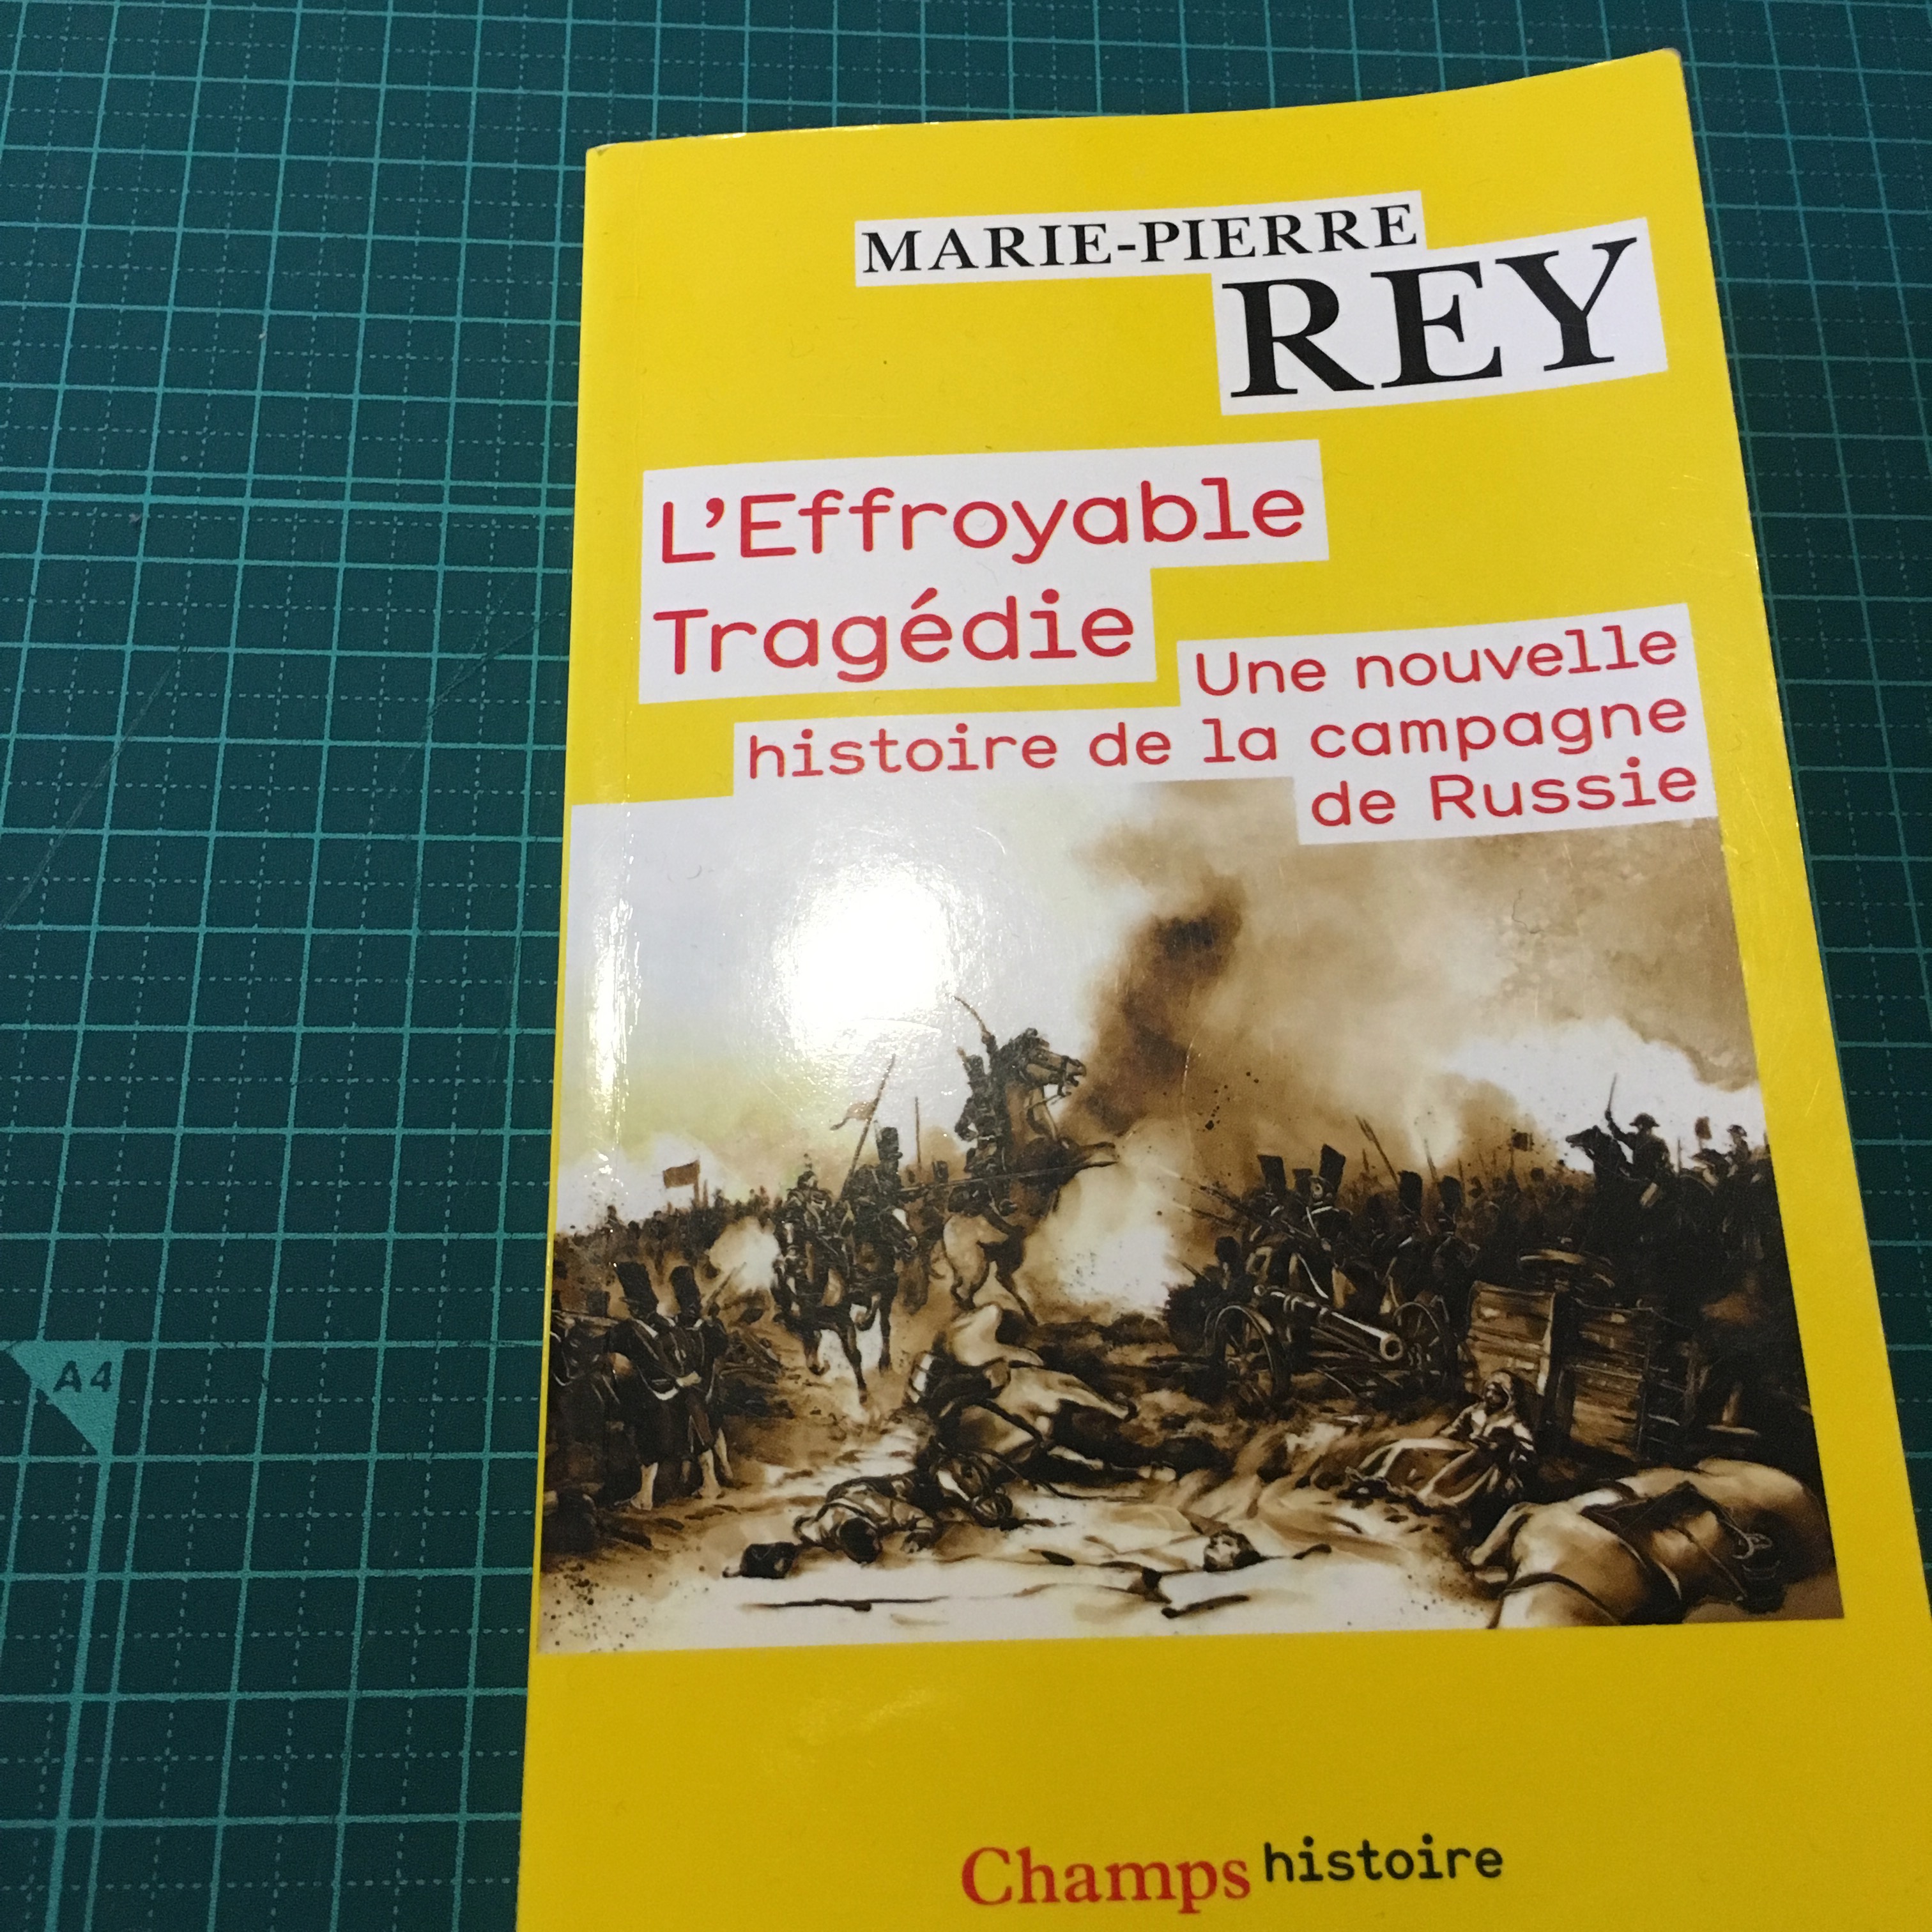 MARIE-PIERRE
REY
L'Effroyable
Tragédie
Une nouvelle
histoire de la campagne
de Russie
A4
Champs histoire